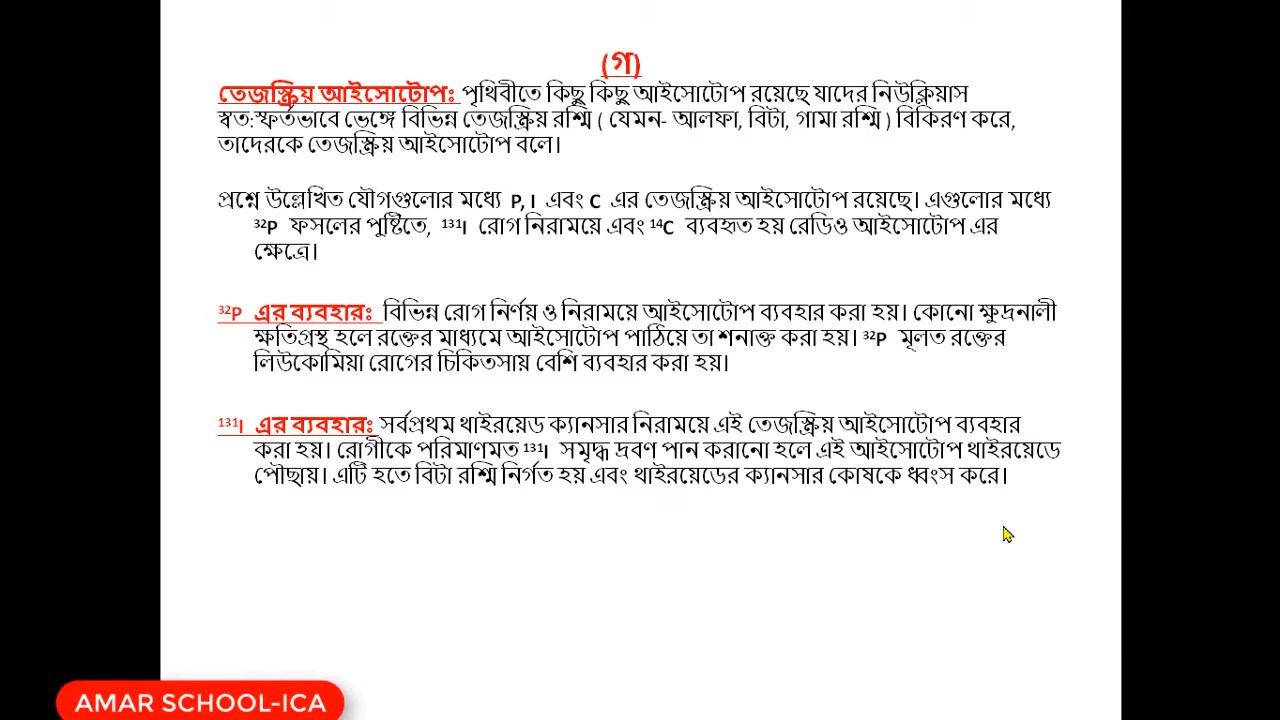 (গ)
তেজস্ক্রিয় আইসোটোপঃ পৃথিবীতে কিছু কিছু আইসোটোপ রয়েছে যাদের নিউক্লিয়াস
স্বত:স্ফর্তভাবে ভেঙ্গে বিভিন্ন তেজস্ক্রিয় রশ্মি ( যেমন- আলফা, বিটা, গামা রশ্মি ) বিকিরণ করে,
তাদেরকে তেজস্ক্রিয় আইসোটোপ বলে।
প্রশ্নে উল্লেখিত যৌগগুলোর মধ্যে P, I এবং C এর তেজস্ক্রিয় আইসোটোপ রয়েছে। এগুলোর মধ্যে
³²P ফসলের পুষ্টিতে, ¹³¹I রোগ নিরাময়ে এবং ¹⁴C ব্যবহৃত হয় রেডিও আইসোটোপ এর
ক্ষেত্রে।
³²P এর ব্যবহারঃ বিভিন্ন রোগ নির্ণয় ও নিরাময়ে আইসোটোপ ব্যবহার করা হয়। কোনো ক্ষুদ্রনালী
ক্ষতিগ্রস্থ হলে রক্তের মাধ্যমে আইসোটোপ পাঠিয়ে তা শনাক্ত করা হয়। ³²P মূলত রক্তের
লিউকোমিয়া রোগের চিকিতসায় বেশি ব্যবহার করা হয়।
¹³¹I এর ব্যবহারঃ সর্বপ্রথম থাইরয়েড ক্যানসার নিরাময়ে এই তেজস্ক্রিয় আইসোটোপ ব্যবহার
করা হয়। রোগীকে পরিমাণমত ¹³¹I সমৃদ্ধ দ্রবণ পান করানো হলে এই আইসোটোপ থাইরয়েডে
পৌছায়। এটি হতে বিটা রশ্মি নির্গত হয় এবং থাইরয়েডের ক্যানসার কোষকে ধ্বংস করে।
AMAR SCHOOL-ICA